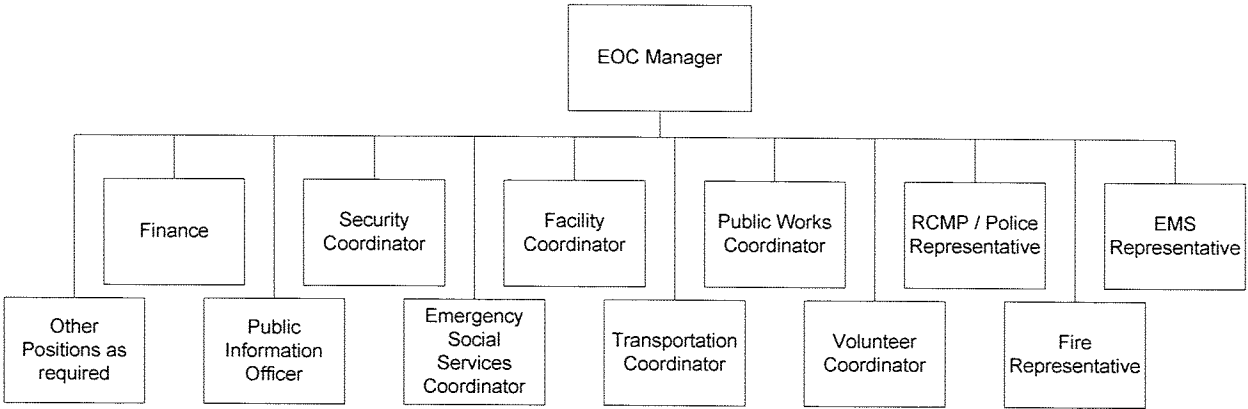 EOC Manager
Finance
Security
Coordinator
Facility
Coordinator
Public Works
Coordinator
RCMP / Police
Representative
EMS
Representative
Other
Positions as
required
Public
Information
Officer
Emergency
Social
Services
Coordinator
Transportation
Coordinator
Volunteer
Coordinator
Fire
Representative